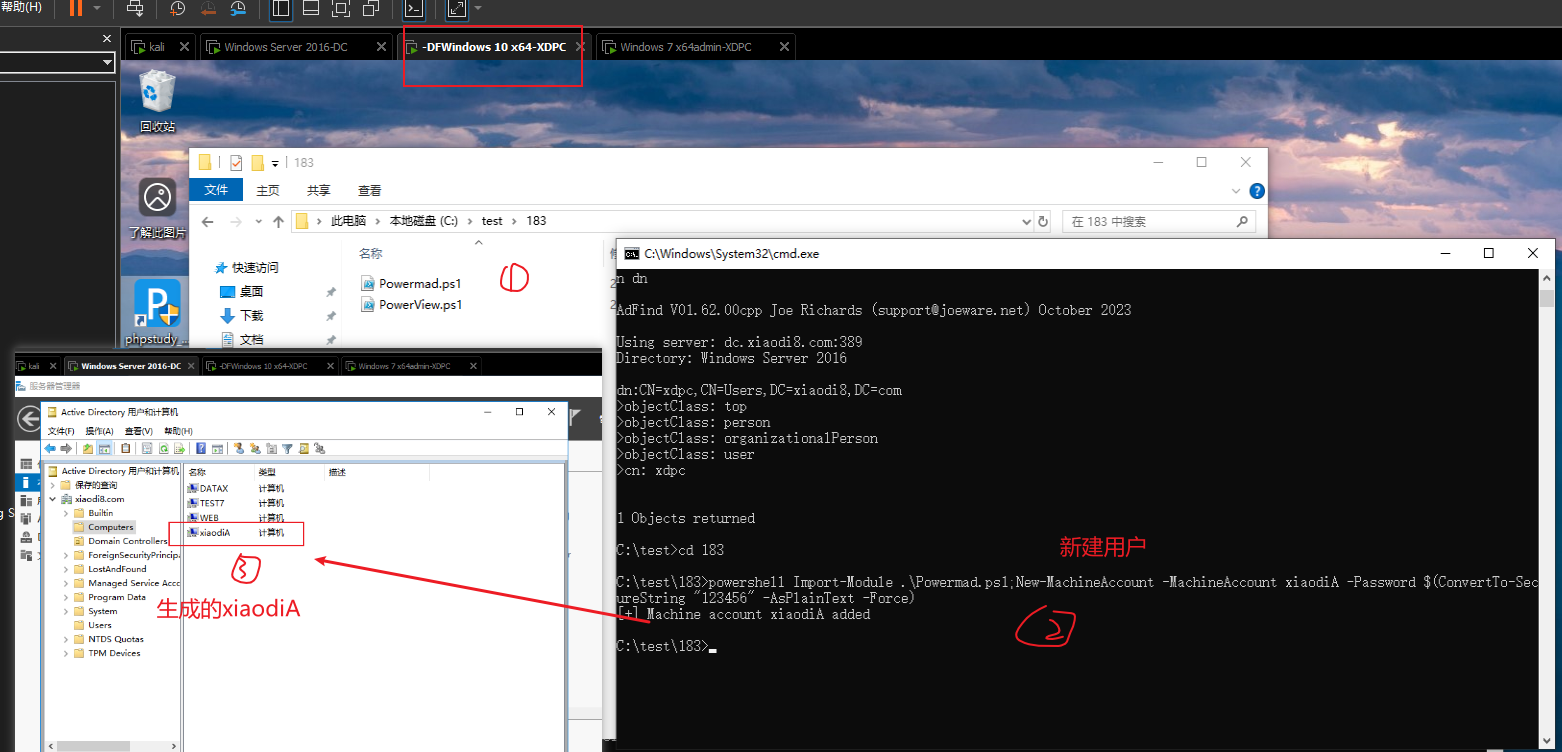 帮助(H)
kali
Windows Server 2016-DC
-DFWindows 10 x64-XDPC
Windows 7 x64admin-XDPC
回收站
183
文件
主页
共享
查看
此电脑
本地磁盘 (C:)
test
183
在 183 中搜索
了解此图片
快速访问
桌面
下载
文档
名称
Powermad.ps1
PowerView.ps1
①
phpstudy_...
C:\Windows\System32\cmd.exe
n dn
AdFind V01.62.00cpp Joe Richards (support@joeware.net) October 2023
Using server: dc.xiaodi8.com:389
Directory: Windows Server 2016
dn:CN=xdpc,CN=Users,DC=xiaodi8,DC=com
>objectClass: top
>objectClass: person
>objectClass: organizationalPerson
>objectClass: user
>cn: xdpc
1 Objects returned
C:\test>cd 183
新建用户
C:\test\183>powershell Import-Module .\Powermad.ps1;New-MachineAccount -MachineAccount xiaodiA -Password $(ConvertTo-Sec
ureString "123456" -AsPlainText -Force)
[+] Machine account xiaodiA added
②
C:\test\183>
kali
Windows Server 2016-DC
-DFWindows 10 x64-XDPC
Windows 7 x64admin-XDPC
服务器管理器
Active Directory 用户和计算机
文件(F)
操作(A)
查看(V)
帮助(H)
Active Directory 用户和计算机
保存的查询
xiaodi8.com
Builtin
Computers
Domain Controllers
ForeignSecurityPrincipa
LostAndFound
Managed Service Acco
Program Data
System
Users
NTDS Quotas
TPM Devices
名称
类型
描述
DATAX
计算机
TEST7
计算机
WEB
计算机
xiaodiA
计算机
③
生成的xiaodiA